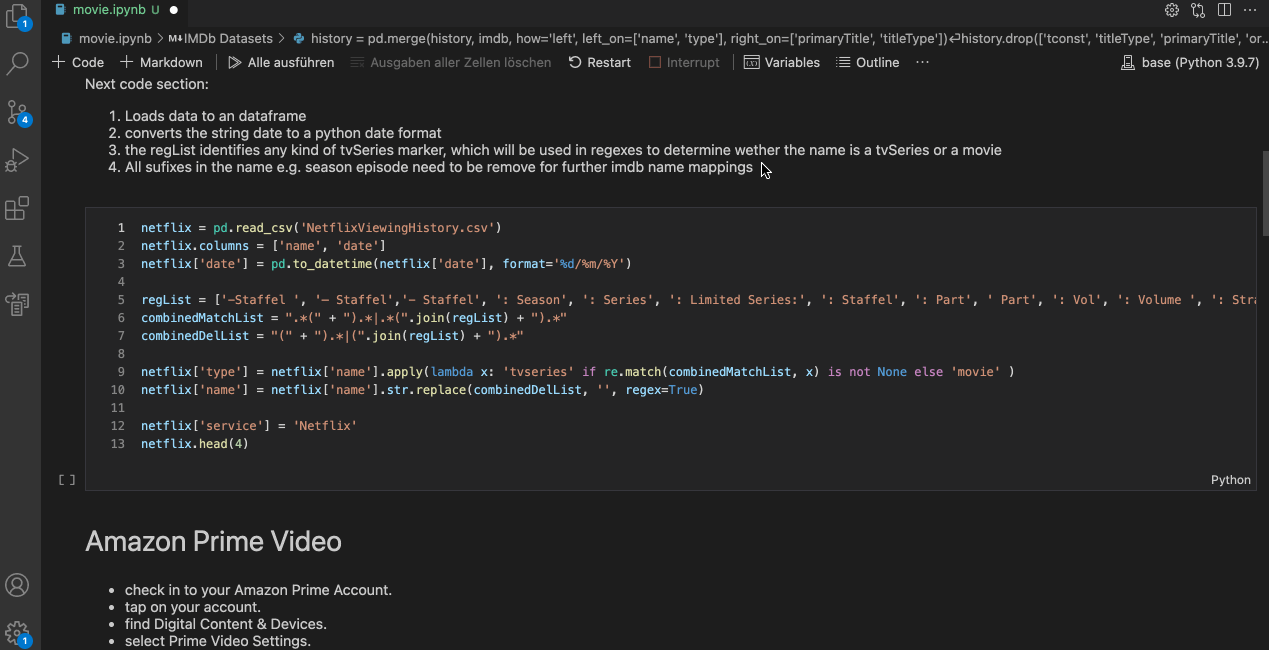 movie.ipynb U
movie.ipynb > M↓IMDb Datasets > history = pd.merge(history, imdb, how='left', left_on=['name', 'type'], right_on=['primaryTitle', 'titleType'])↵history.drop(['tconst', 'titleType', 'primaryTitle', 'or...
+ Code + Markdown Alle ausführen Ausgaben aller Zellen löschen Restart Interrupt Variables Outline ... base (Python 3.9.7)
Next code section:
1. Loads data to an dataframe
2. converts the string date to a python date format
3. the regList identifies any kind of tvSeries marker, which will be used in regexes to determine wether the name is a tvSeries or a movie
4. All sufixes in the name e.g. season episode need to be remove for further imdb name mappings
1 netflix = pd.read_csv('NetflixViewingHistory.csv')
2 netflix.columns = ['name', 'date']
3 netflix['date'] = pd.to_datetime(netflix['date'], format='%d/%m/%Y')
4
5 regList = ['-Staffel ', '– Staffel','- Staffel', ': Season', ': Series', ': Limited Series:', ': Staffel', ': Part', ' Part', ': Vol', ': Volume ', ': Stra
6 combinedMatchList = ".*(" + ").*|.*(".join(regList) + ").*"
7 combinedDelList = "(" + ").*|(".join(regList) + ").*"
8
9 netflix['type'] = netflix['name'].apply(lambda x: 'tvseries' if re.match(combinedMatchList, x) is not None else 'movie' )
10 netflix['name'] = netflix['name'].str.replace(combinedDelList, '', regex=True)
11
12 netflix['service'] = 'Netflix'
13 netflix.head(4)
[ ] Python
Amazon Prime Video
• check in to your Amazon Prime Account.
• tap on your account.
• find Digital Content & Devices.
• select Prime Video Settings.
1
4
1